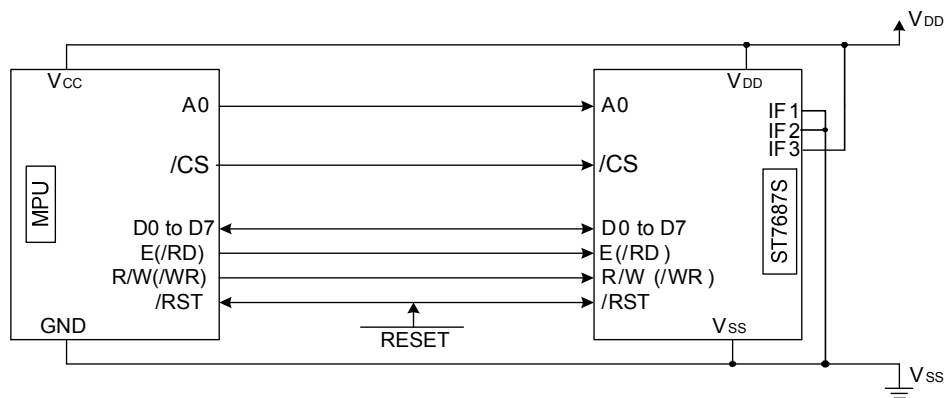 VDD
VCC
VDD
A0
A0
IF1
IF2
IF3
/CS
/CS
MPU
ST7687S
D0 to D7
D0 to D7
E(/RD)
E(/RD )
R/W(/WR)
R/W (/WR )
/RST
/RST
GND
RESET
VSS
VSS